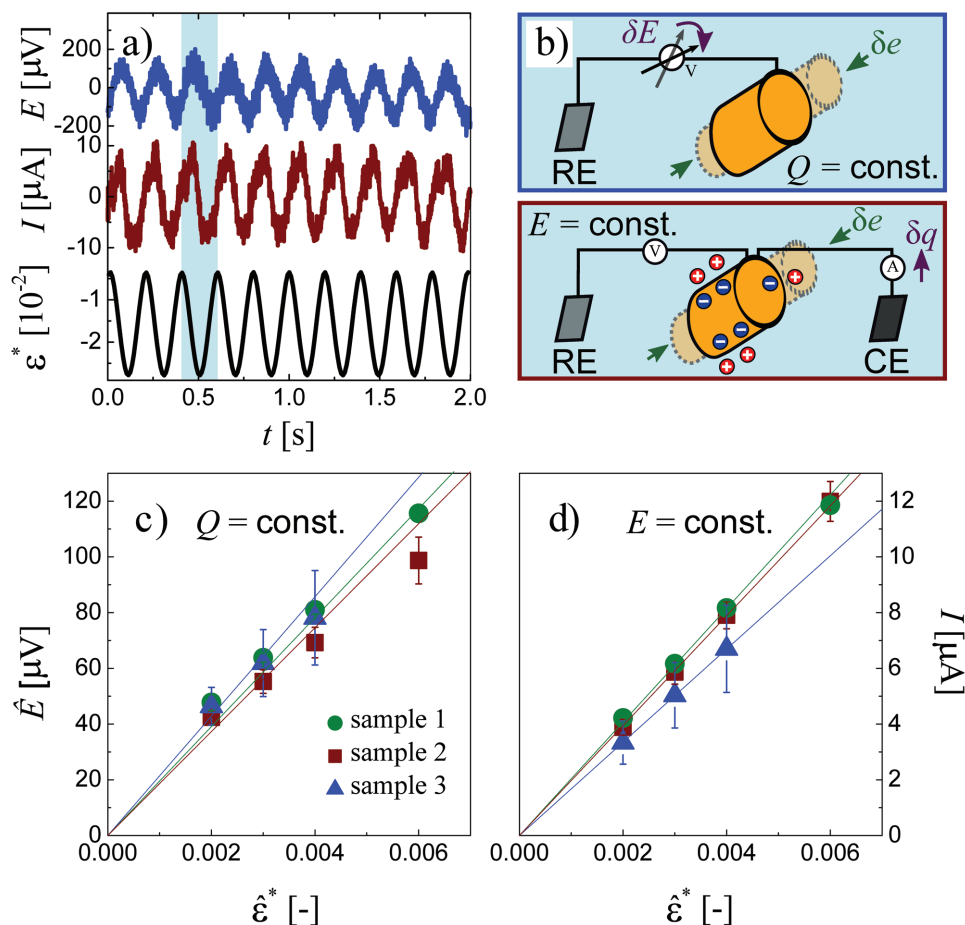 a)
E [μV]
200
0
-200
I [μA]
10
0
-10
ε* [10⁻²]
-1
-2
0.0 0.5 1.0 1.5 2.0
t [s]
b)
δE
V
δe
RE
Q = const.
E = const.
V
δe
δq
A
+ + + + +
− − − − − −
RE
CE
c) Q = const.
Ê [μV]
120
100
80
60
40
20
0
sample 1
sample 2
sample 3
0.000 0.002 0.004 0.006
ε̂* [-]
d) E = const.
I [μA]
12
10
8
6
4
2
0
0.000 0.002 0.004 0.006
ε̂* [-]